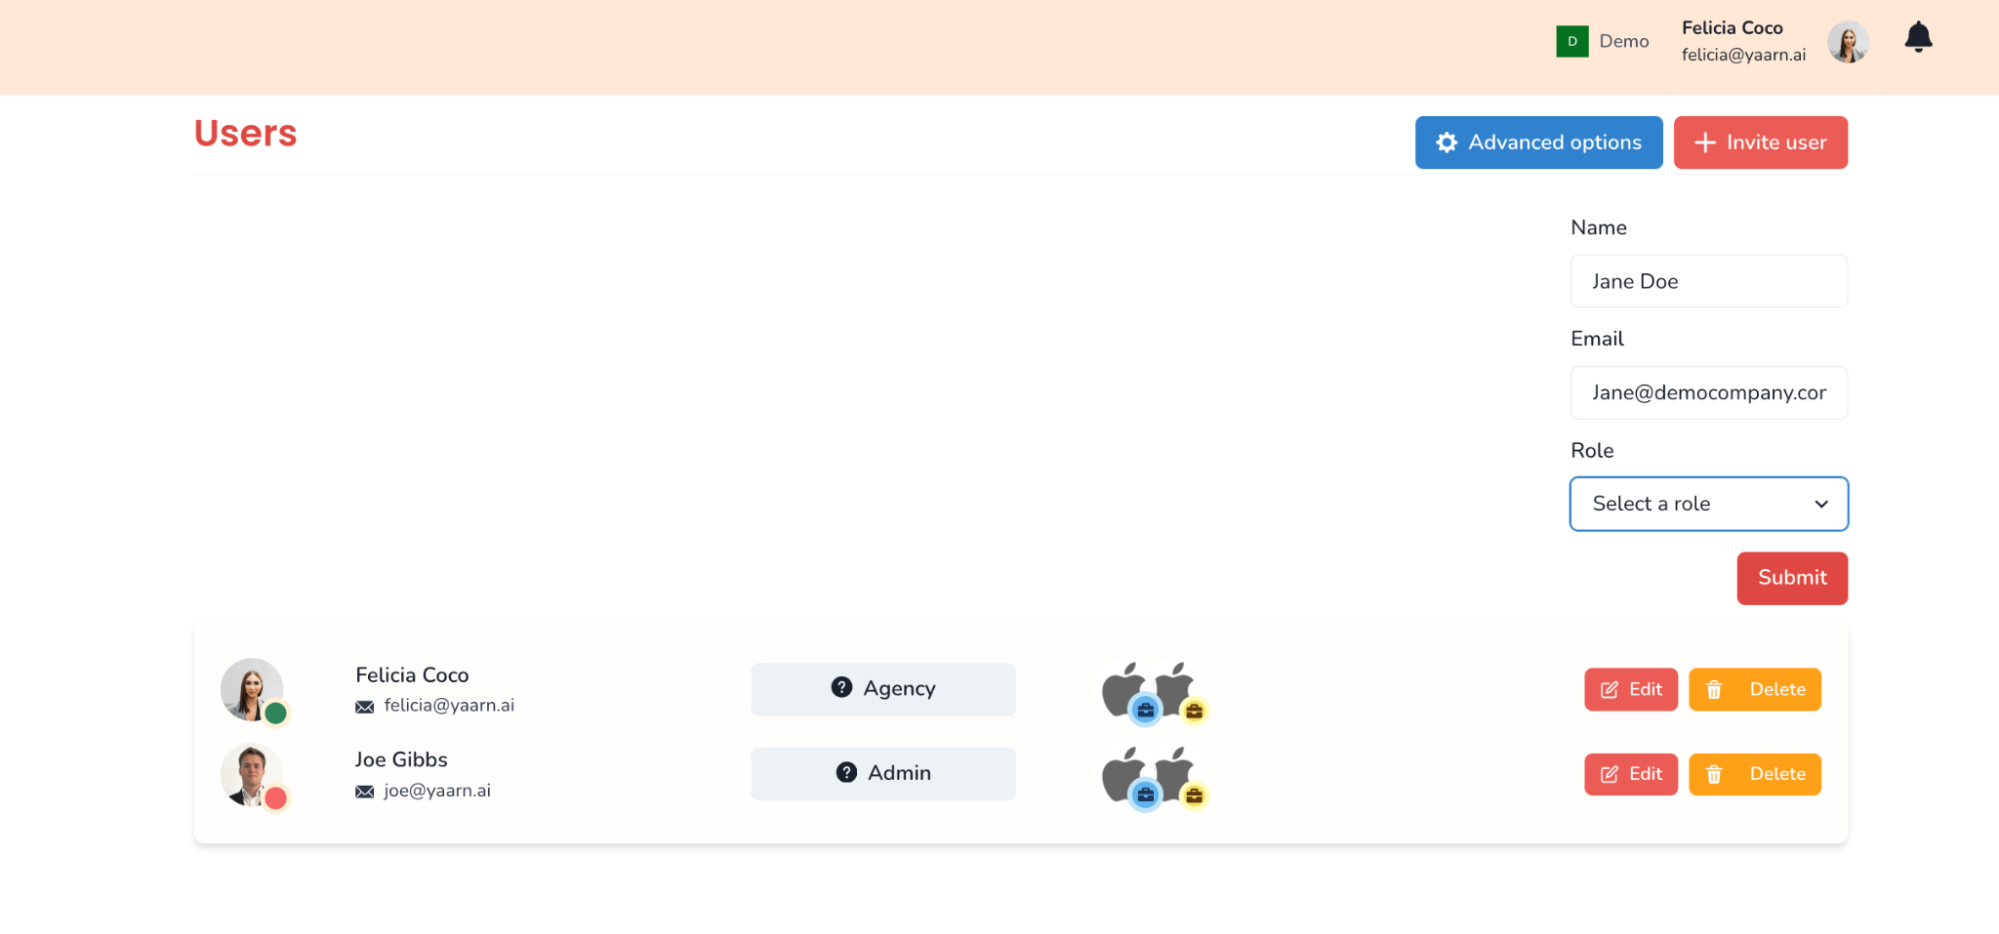 D Demo
Felicia Coco
felicia@yaarn.ai
Users
Advanced options
Invite user
Name
Jane Doe
Email
Jane@democompany.cor
Role
Select a role
Submit
Felicia Coco
felicia@yaarn.ai
? Agency
Edit
Delete
Joe Gibbs
joe@yaarn.ai
? Admin
Edit
Delete